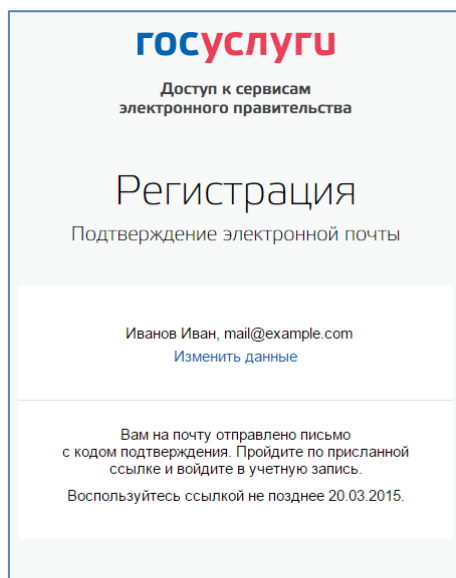 госуслуги
Доступ к сервисам
электронного правительства
Регистрация
Подтверждение электронной почты
Иванов Иван, mail@example.com
Изменить данные
Вам на почту отправлено письмо
с кодом подтверждения. Пройдите по присланной
ссылке и войдите в учетную запись.
Воспользуйтесь ссылкой не позднее 20.03.2015.